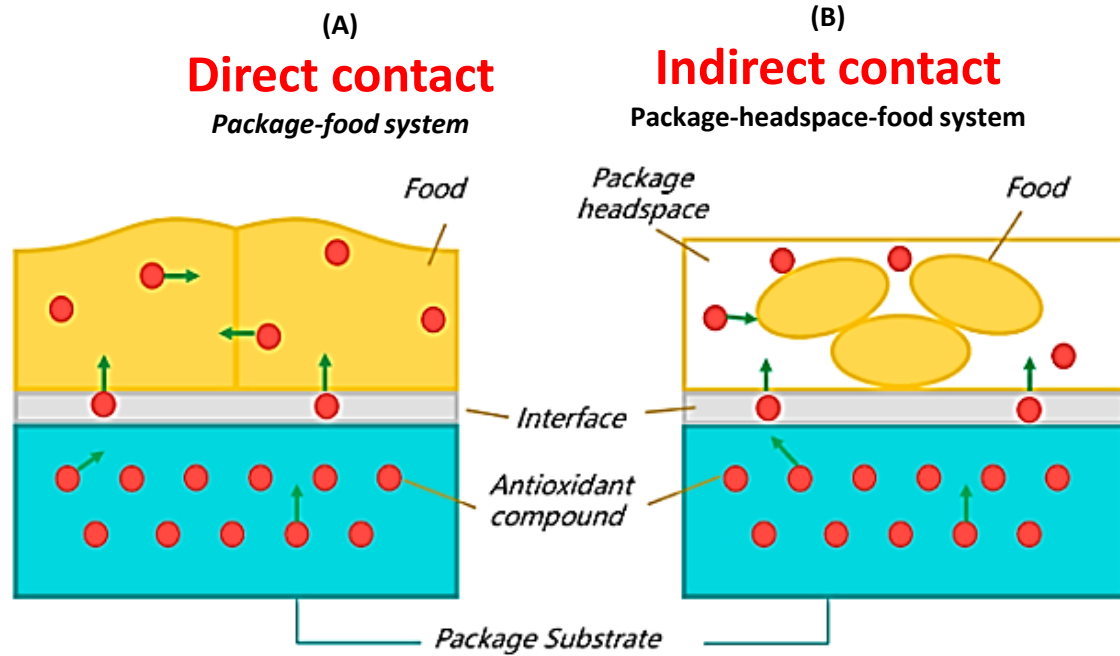 (A)
Direct contact
Package-food system
(B)
Indirect contact
Package-headspace-food system
Food
Package
headspace
Food
Interface
Antioxidant
compound
Package Substrate